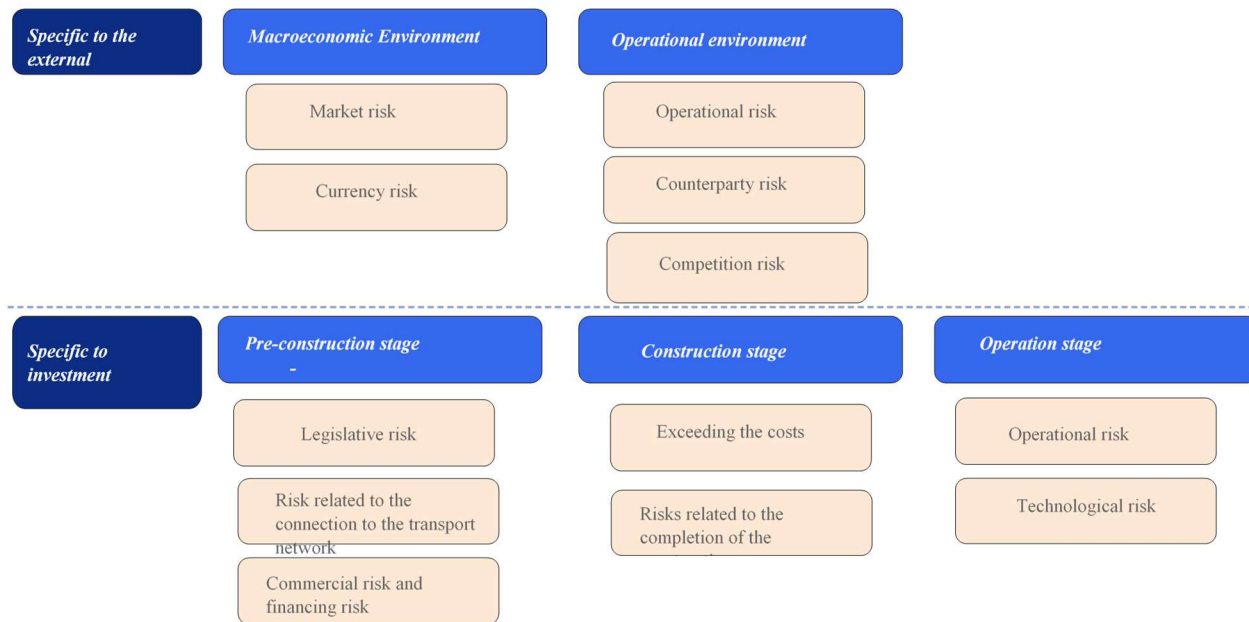 Specific to the
external
Macroeconomic Environment
Operational environment
Market risk
Operational risk
Currency risk
Counterparty risk
Competition risk
Specific to
investment
Pre-construction stage
-
Construction stage
Operation stage
Legislative risk
Exceeding the costs
Operational risk
Risk related to the
connection to the transport
network
Risks related to the
completion of the
Technological risk
Commercial risk and
financing risk